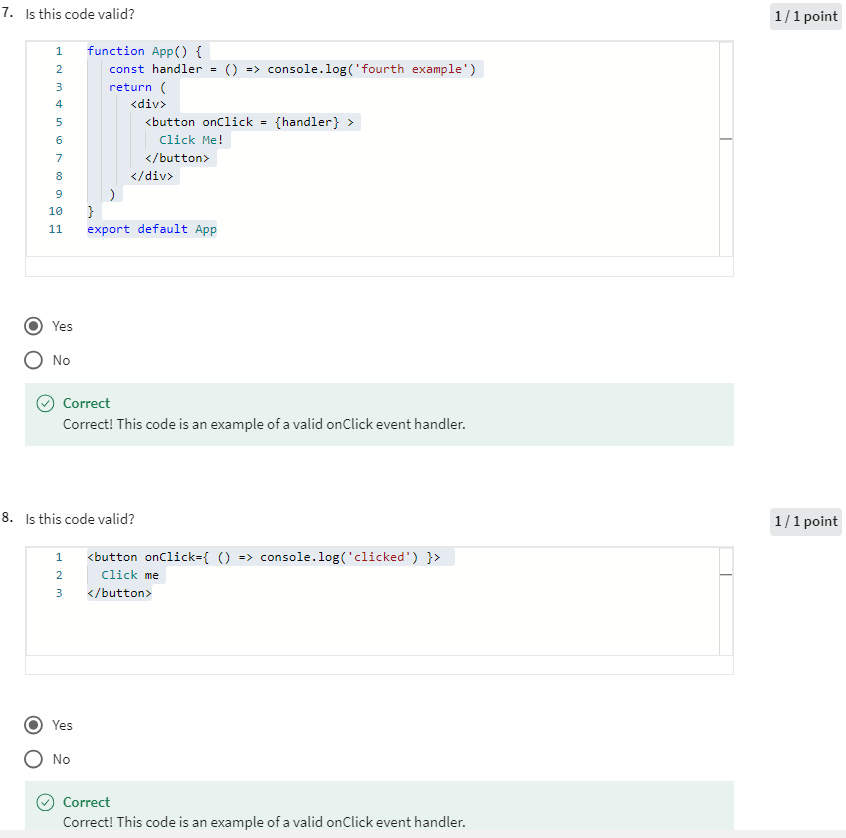 7. Is this code valid?
1 / 1 point
1 function App() {
2 const handler = () => console.log('fourth example')
3 return (
4 <div>
5 <button onClick = {handler} >
6 Click Me!
7 </button>
8 </div>
9 )
10 }
11 export default App
Yes
No
Correct
Correct! This code is an example of a valid onClick event handler.
8. Is this code valid?
1 / 1 point
1 <button onClick={ () => console.log('clicked') }>
2 Click me
3 </button>
Yes
No
Correct
Correct! This code is an example of a valid onClick event handler.